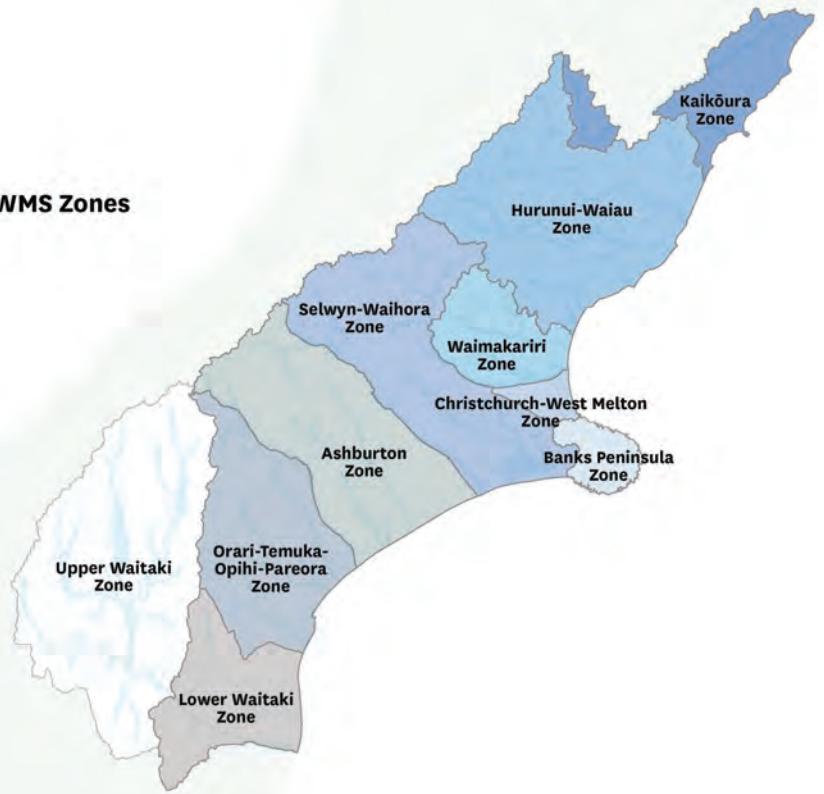 WMS Zones
Kaikōura
Zone
Hurunui-Waiau
Zone
Selwyn-Waihora
Zone
Waimakariri
Zone
Christchurch-West Melton
Zone
Ashburton
Zone
Banks Peninsula
Zone
Upper Waitaki
Zone
Orari-Temuka-
Opihi-Pareora
Zone
Lower Waitaki
Zone